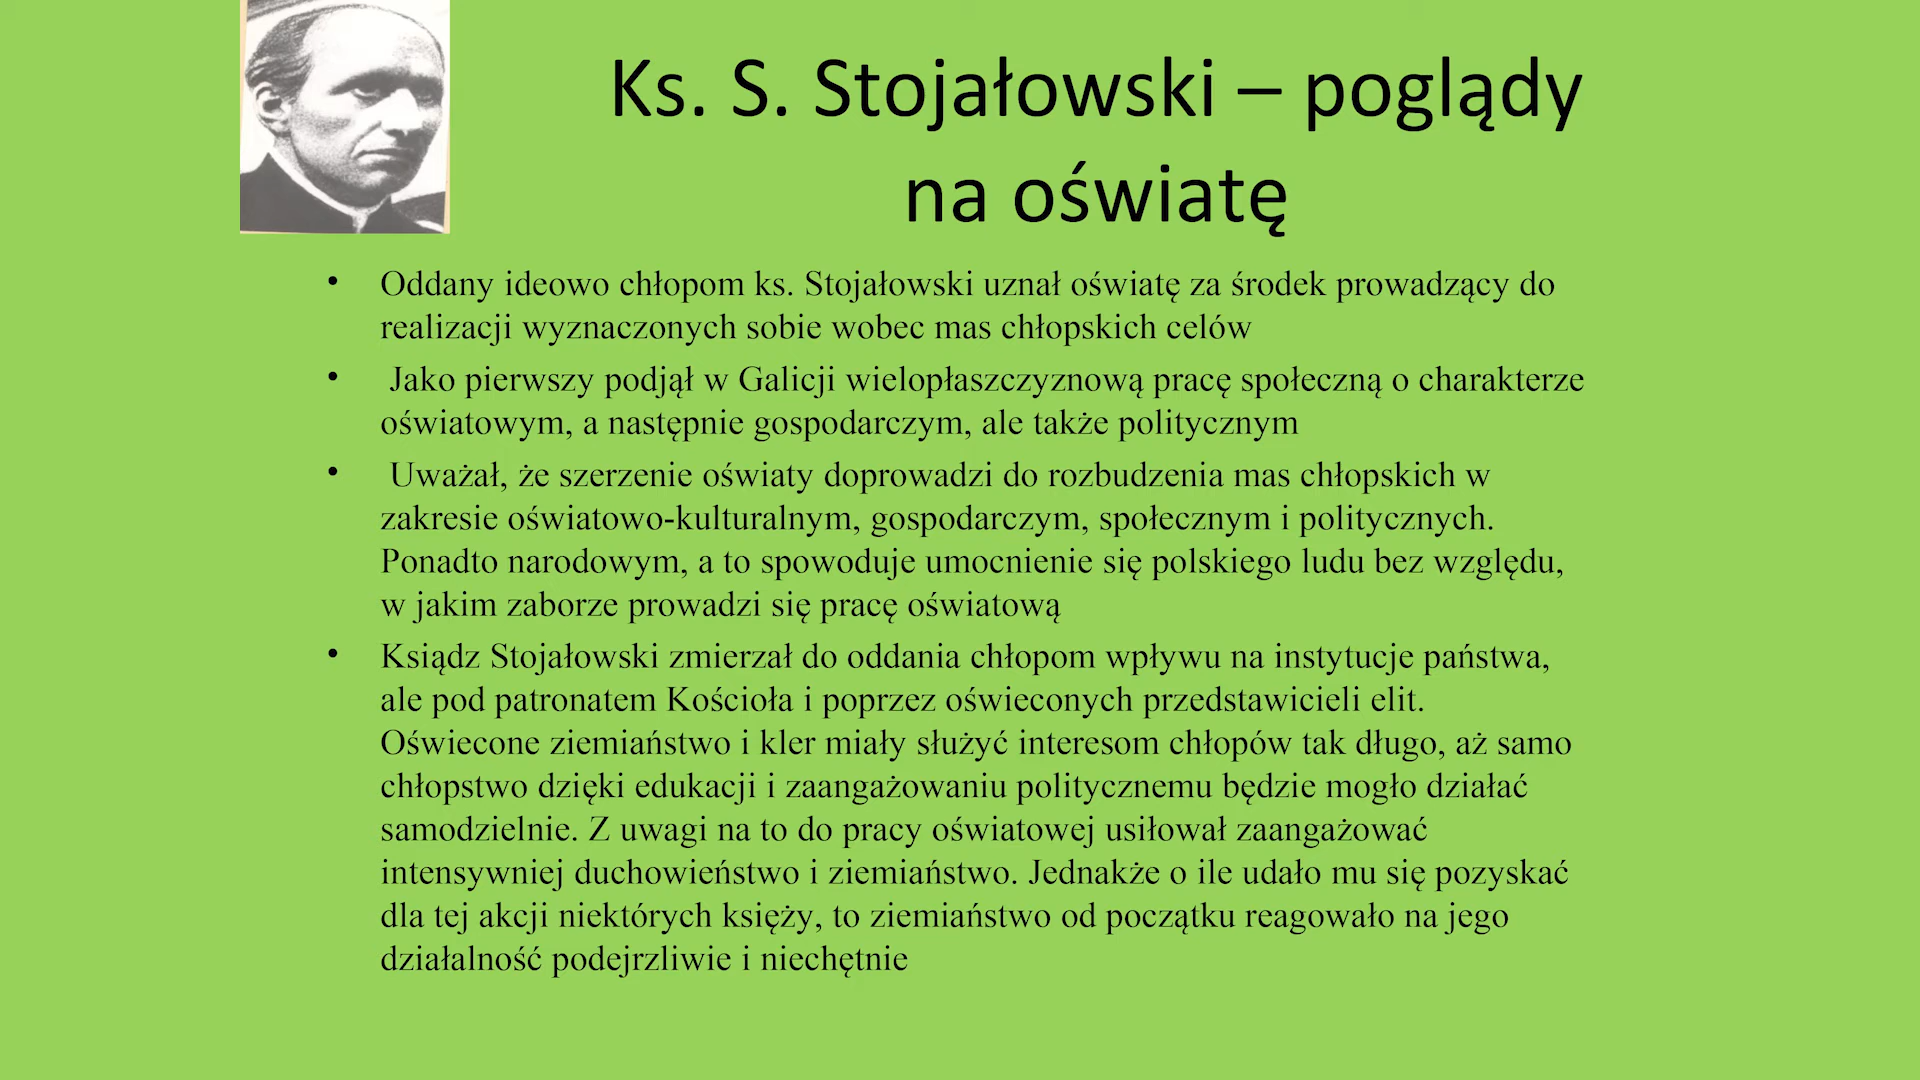 Ks. S. Stojałowski – poglądy
na oświatę
• Oddany ideowo chłopom ks. Stojałowski uznał oświatę za środek prowadzący do
realizacji wyznaczonych sobie wobec mas chłopskich celów
• Jako pierwszy podjął w Galicji wielopłaszczyznową pracę społeczną o charakterze
oświatowym, a następnie gospodarczym, ale także politycznym
• Uważał, że szerzenie oświaty doprowadzi do rozbudzenia mas chłopskich w
zakresie oświatowo-kulturalnym, gospodarczym, społecznym i politycznych.
Ponadto narodowym, a to spowoduje umocnienie się polskiego ludu bez względu,
w jakim zaborze prowadzi się pracę oświatową
• Ksiądz Stojałowski zmierzał do oddania chłopom wpływu na instytucje państwa,
ale pod patronatem Kościoła i poprzez oświeconych przedstawicieli elit.
Oświecone ziemiaństwo i kler miały służyć interesom chłopów tak długo, aż samo
chłopstwo dzięki edukacji i zaangażowaniu politycznemu będzie mogło działać
samodzielnie. Z uwagi na to do pracy oświatowej usiłował zaangażować
intensywniej duchowieństwo i ziemiaństwo. Jednakże o ile udało mu się pozyskać
dla tej akcji niektórych księży, to ziemiaństwo od początku reagowało na jego
działalność podejrzliwie i niechętnie